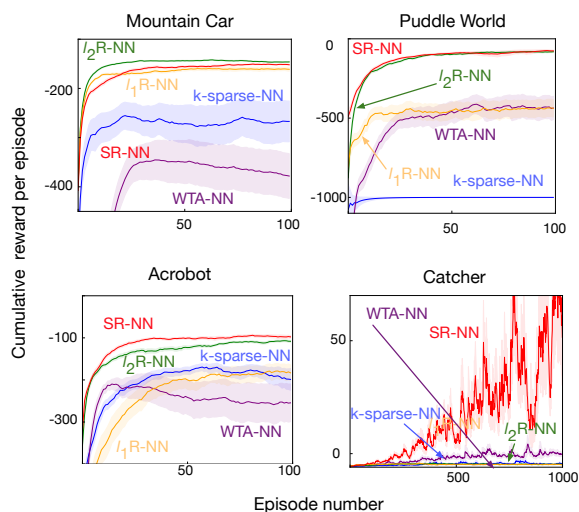 Mountain Car
Puddle World
Cumulative reward per episode
-200
-400
50
100
l2R-NN
l1R-NN
k-sparse-NN
SR-NN
WTA-NN
0
-500
-1000
50
100
SR-NN
l2R-NN
WTA-NN
l1R-NN
k-sparse-NN
Acrobot
Catcher
-100
-300
50
100
SR-NN
l2R-NN
k-sparse-NN
l1R-NN
WTA-NN
50
0
500
1000
WTA-NN
SR-NN
k-sparse-NN
l2R-NN
Episode number